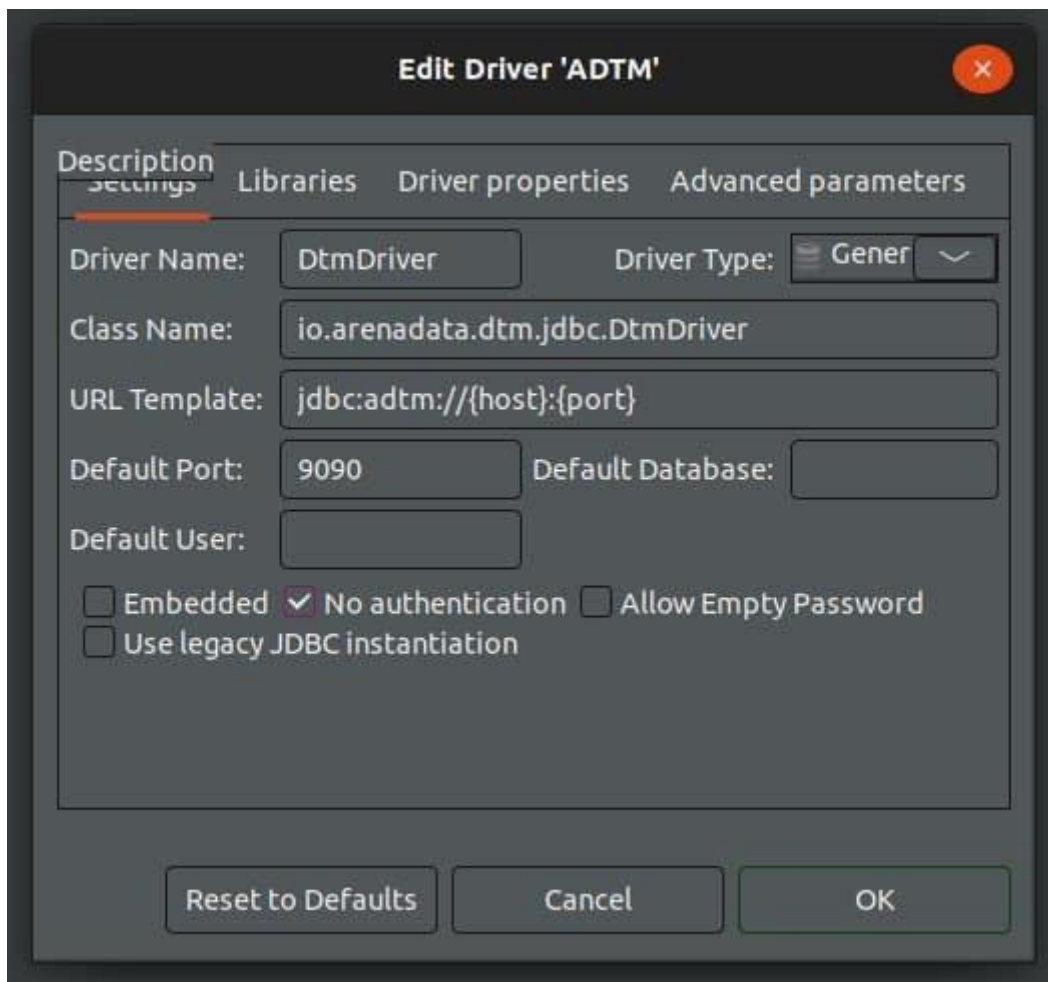 Edit Driver 'ADTM'
Description
Settings Libraries Driver properties Advanced parameters
Driver Name: DtmDriver Driver Type: Gener
Class Name: io.arenadata.dtm.jdbc.DtmDriver
URL Template: jdbc:adtm://{host}:{port}
Default Port: 9090 Default Database:
Default User:
Embedded No authentication Allow Empty Password
Use legacy JDBC instantiation
Reset to Defaults Cancel OK